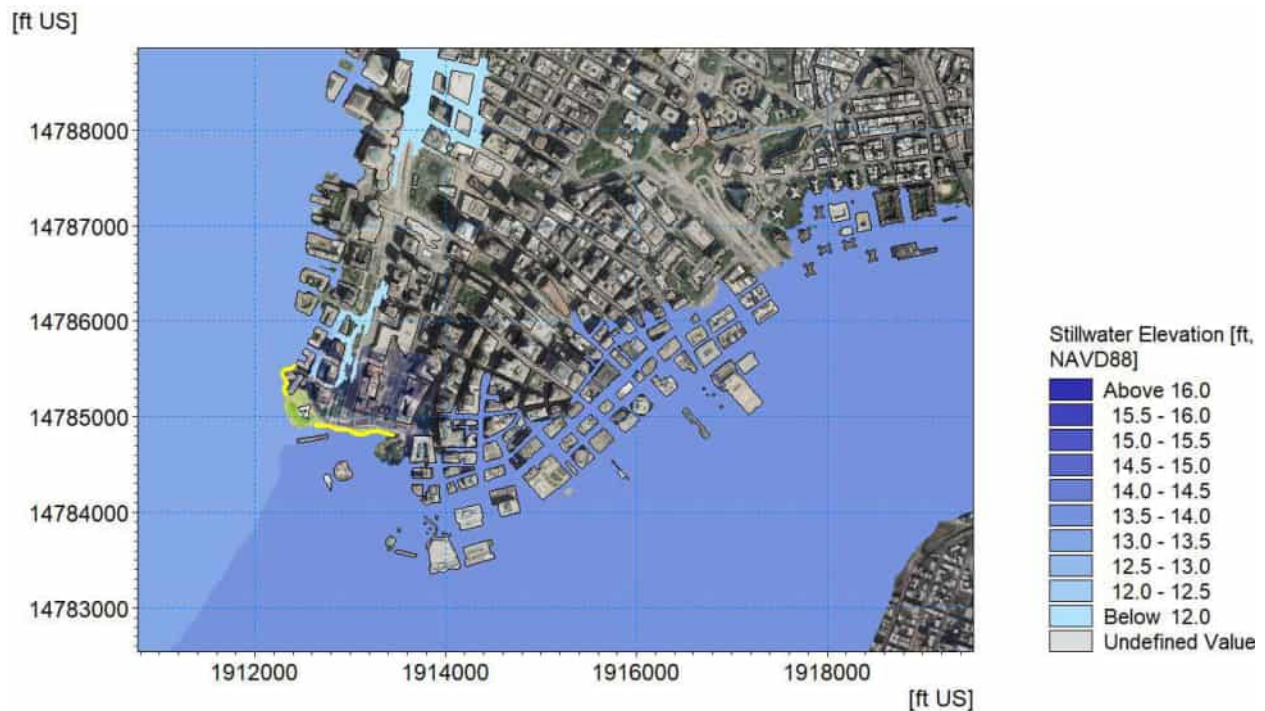 [ft US]
14788000
14787000
14786000
14785000
14784000
14783000
1912000 1914000 1916000 1918000
[ft US]
Stillwater Elevation [ft,
NAVD88]
Above 16.0
15.5 - 16.0
15.0 - 15.5
14.5 - 15.0
14.0 - 14.5
13.5 - 14.0
13.0 - 13.5
12.5 - 13.0
12.0 - 12.5
Below 12.0
Undefined Value